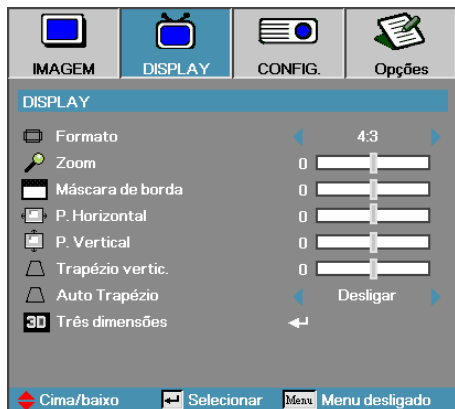 IMAGEM DISPLAY CONFIG. Opções
DISPLAY
Formato 4:3
Zoom 0
Máscara de borda 0
P. Horizontal 0
P. Vertical 0
Trapézio vertic. 0
Auto Trapézio Desligar
3D Três dimensões
Cima/baixo Selecionar Menu Menu desligado